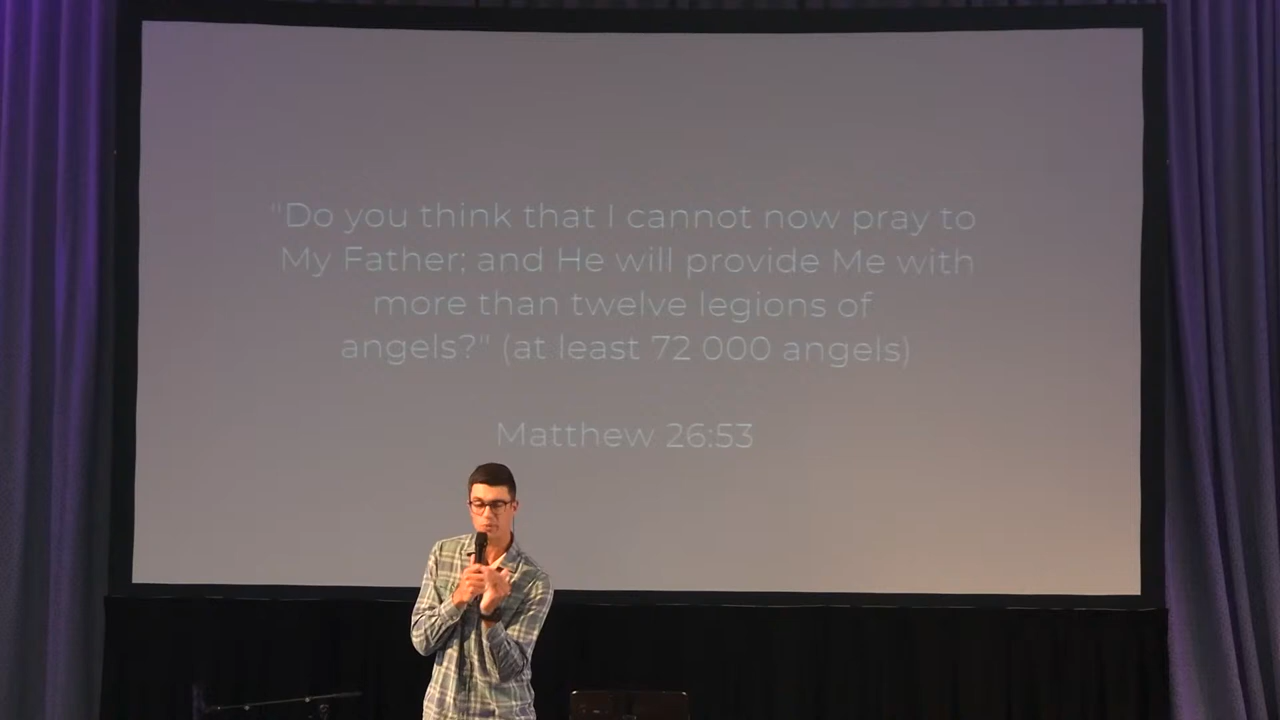 "Do you think that I cannot now pray to
My Father; and He will provide Me with
more than twelve legions of
angels?" (at least 72 000 angels)
Matthew 26:53